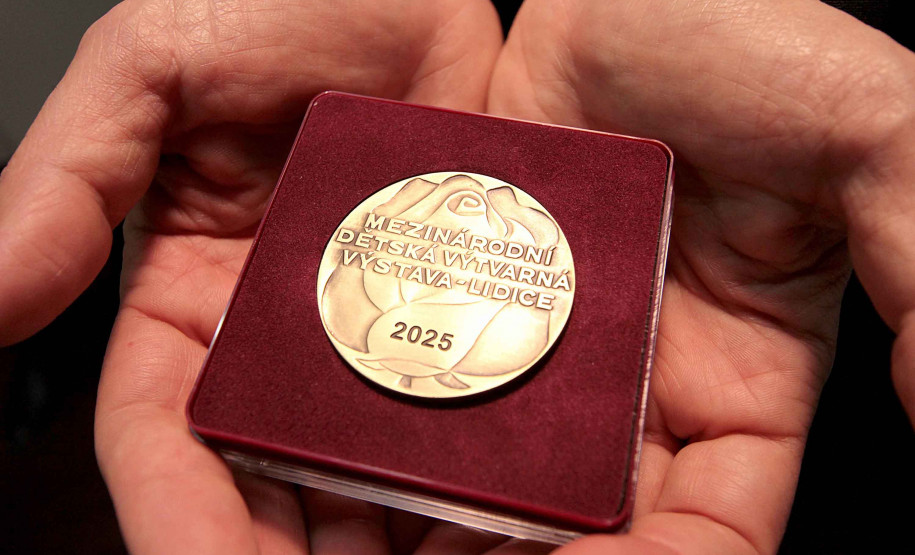 MEZINÁRODNÍ
DĚTSKÁ VÝTVARNÁ
VÝSTAVA-LIDICE
2025